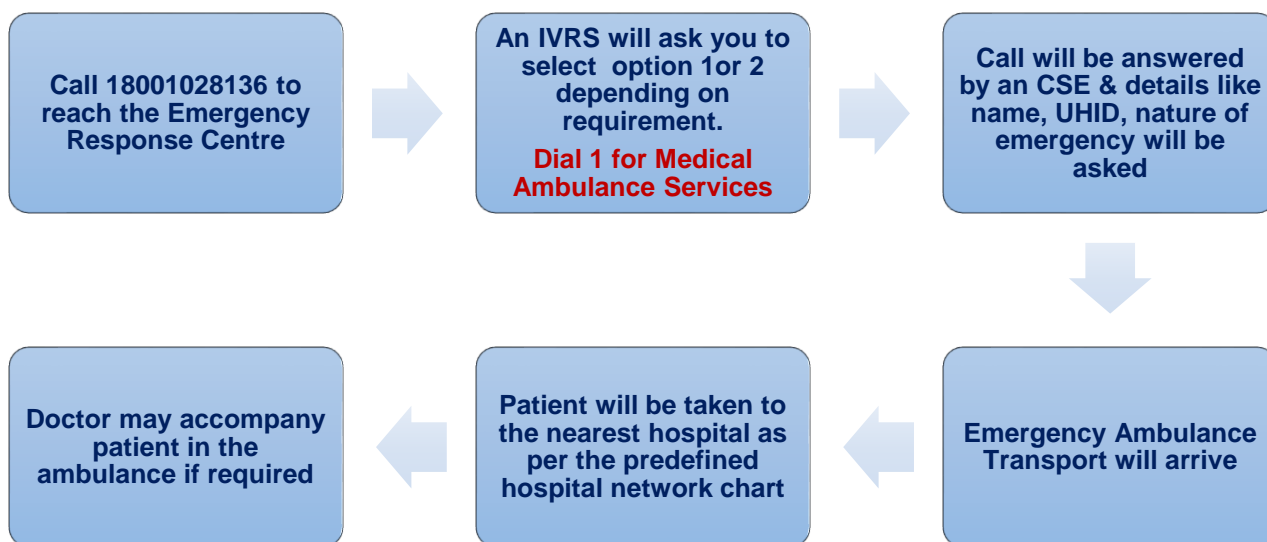 Call 18001028136 to
reach the Emergency
Response Centre
An IVRS will ask you to
select option 1or 2
depending on
requirement.
Dial 1 for Medical
Ambulance Services
Call will be answered
by an CSE & details like
name, UHID, nature of
emergency will be
asked
Emergency Ambulance
Transport will arrive
Patient will be taken to
the nearest hospital as
per the predefined
hospital network chart
Doctor may accompany
patient in the
ambulance if required